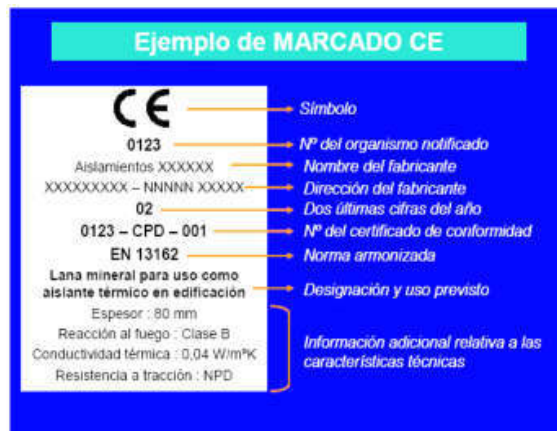 Ejemplo de MARCADO CE
CE
Símbolo
0123
Nº del organismo notificado
Aislamientos XXXXXX
Nombre del fabricante
XXXXXXXXX – NNNNN XXXXX
Dirección del fabricante
02
Dos últimas cifras del año
0123 – CPD – 001
Nº del certificado de conformidad
EN 13162
Norma armonizada
Lana mineral para uso como
aislante térmico en edificación
Designación y uso previsto
Espesor : 80 mm
Reacción al fuego : Clase B
Conductividad térmica : 0,04 W/mºK
Resistencia a tracción : NPD
Información adicional relativa a las
características técnicas